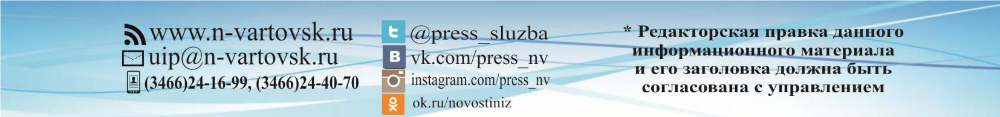 www.n-vartovsk.ru
uip@n-vartovsk.ru
(3466)24-16-99, (3466)24-40-70
@press_sluzba
vk.com/press_nv
instagram.com/press_nv
ok.ru/novostiniz
* Редакторская правка данного
информационного материала
и его заголовка должна быть
согласована с управлением